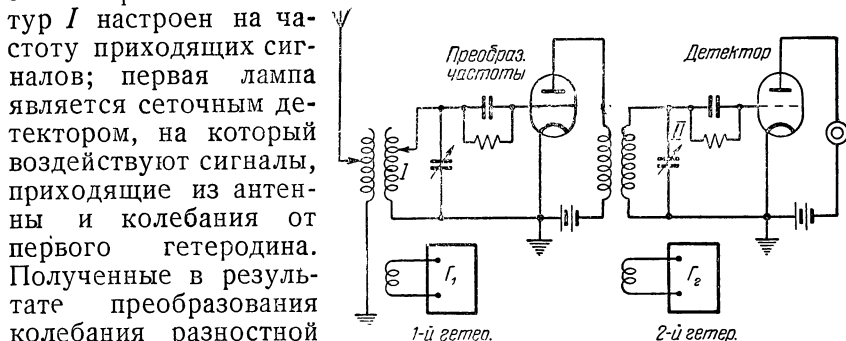 тур I настроен на ча-
стоту приходящих сиг-
налов; первая лампа
является сеточным де-
тектором, на который
воздействуют сигналы,
приходящие из антен-
ны и колебания от
первого гетеродина.
Полученные в резуль-
тате преобразования
колебания разностной
Преобраз.
частоты
Детектор
I
II
Г₁
Г₂
1-й гетер.
2-й гетер.